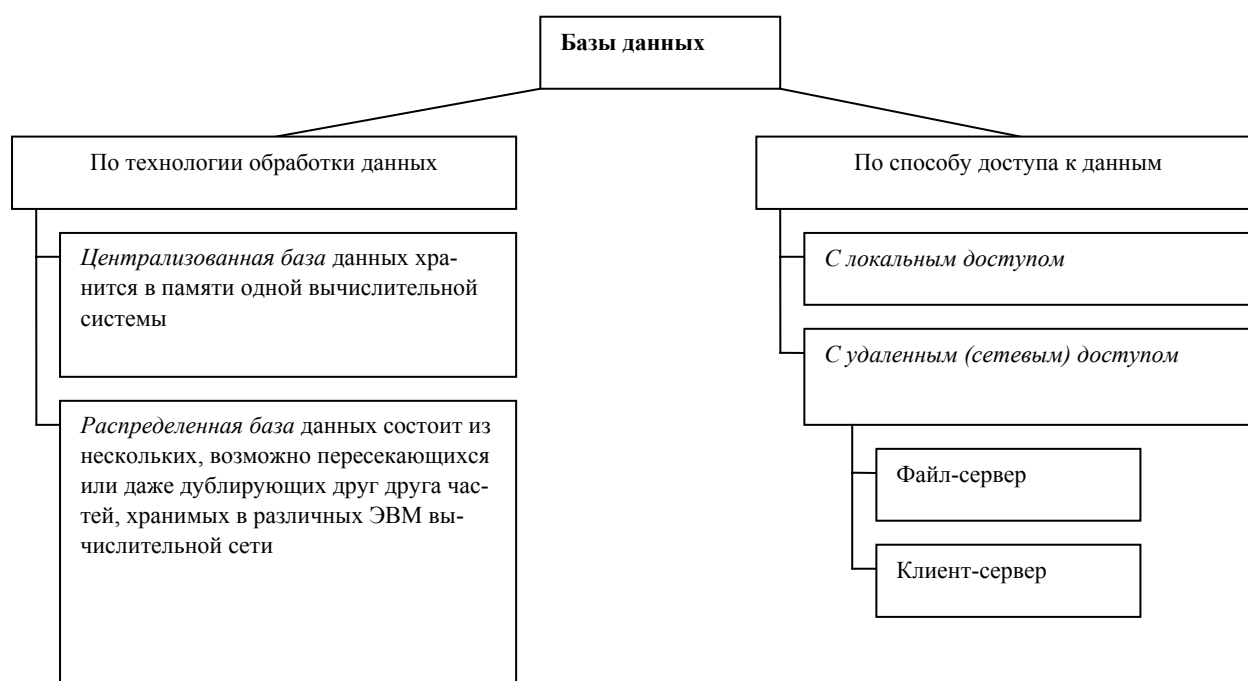 Базы данных
По технологии обработки данных
Централизованная база данных хра-
нится в памяти одной вычислительной
системы
Распределенная база данных состоит из
нескольких, возможно пересекающихся
или даже дублирующих друг друга час-
тей, хранимых в различных ЭВМ вы-
числительной сети
По способу доступа к данным
С локальным доступом
С удаленным (сетевым) доступом
Файл-сервер
Клиент-сервер